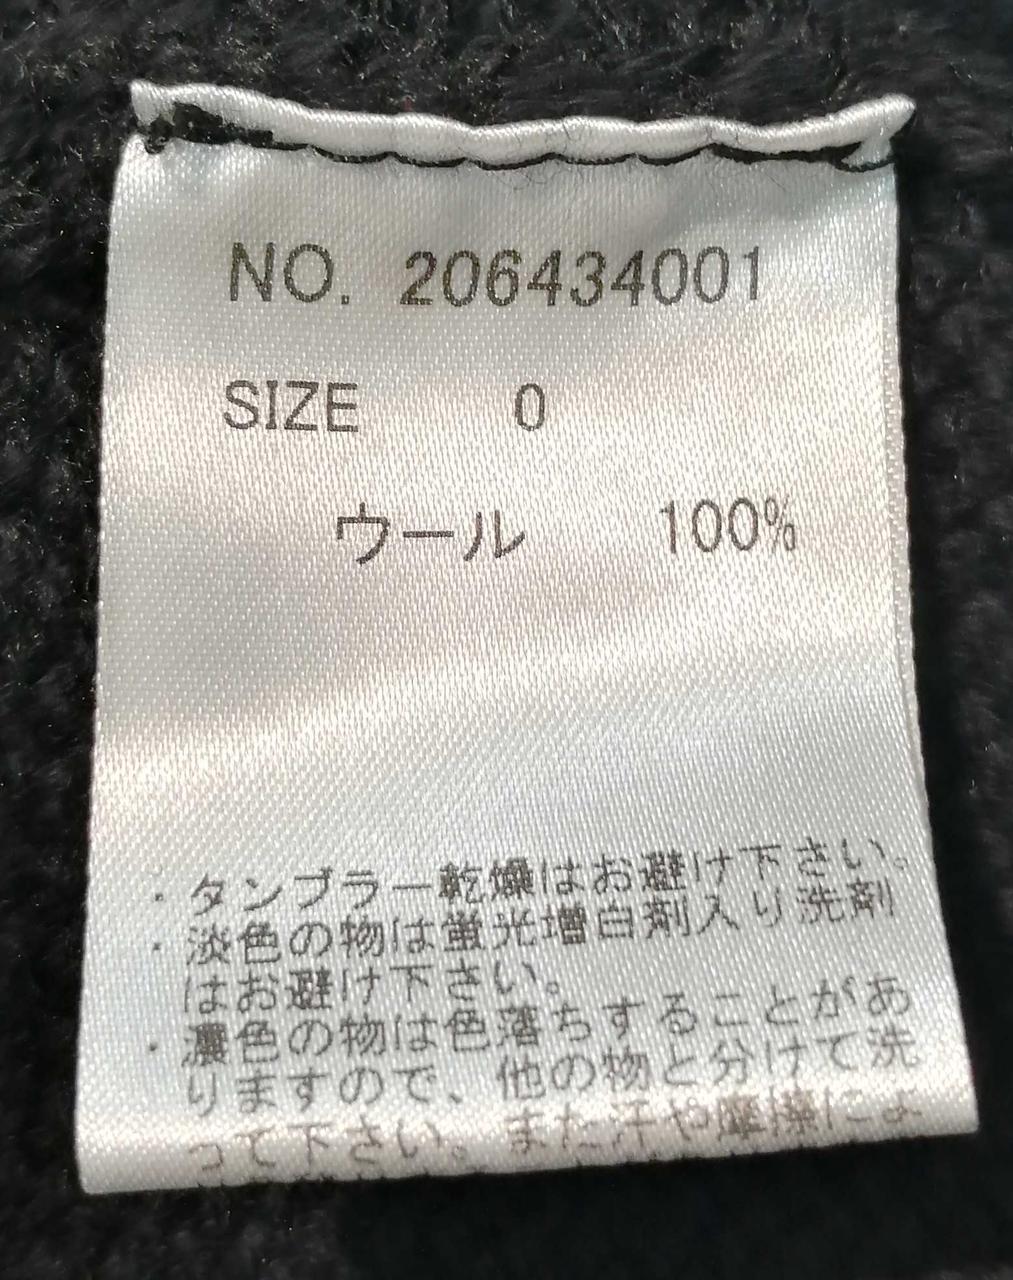 NO. 206434001
SIZE 0
ウール 100%
・タンブラー乾燥はお避け下さい。
・淡色の物は蛍光増白剤入り洗剤
はお避け下さい。
・濃色の物は色落ちすることがあ
りますので、他の物と分けて洗
って下さい。また汗や摩擦によ